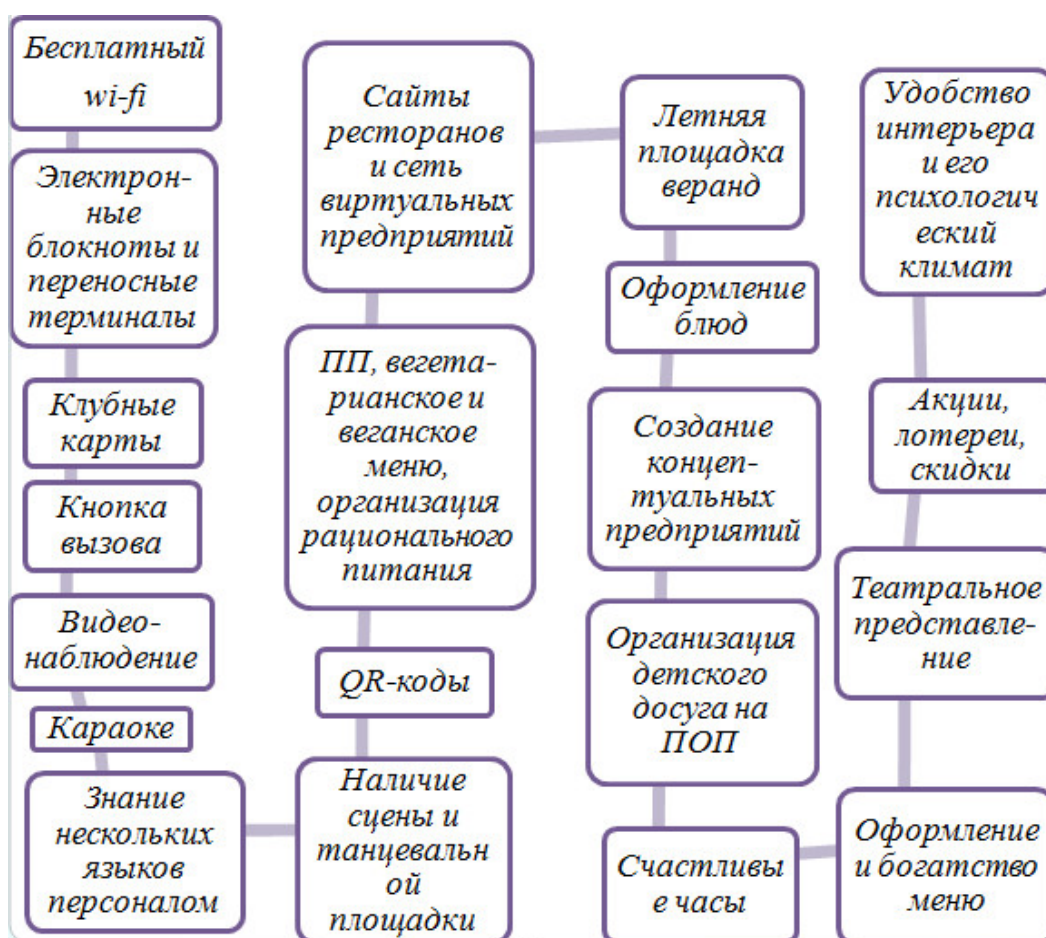 Бесплатный
wi-fi
Электрон-
ные
блокноты и
переносные
терминалы
Клубные
карты
Кнопка
вызова
Видео-
наблюдение
Караоке
Знание
нескольких
языков
персоналом
Наличие
сцены и
танцевальн
ой
площадки
QR-коды
ПП, вегета-
рианское и
веганское
меню,
организация
рационального
питания
Сайты
ресторанов
и сеть
виртуальных
предприятий
Летняя
площадка
веранд
Оформление
блюд
Создание
концеп-
туальных
предприятий
Организация
детского
досуга на
ПОП
Счастливы
е часы
Оформление
и богатство
меню
Театральное
представле-
ние
Акции,
лотереи,
скидки
Удобство
интерьера
и его
психологич
еский
климат